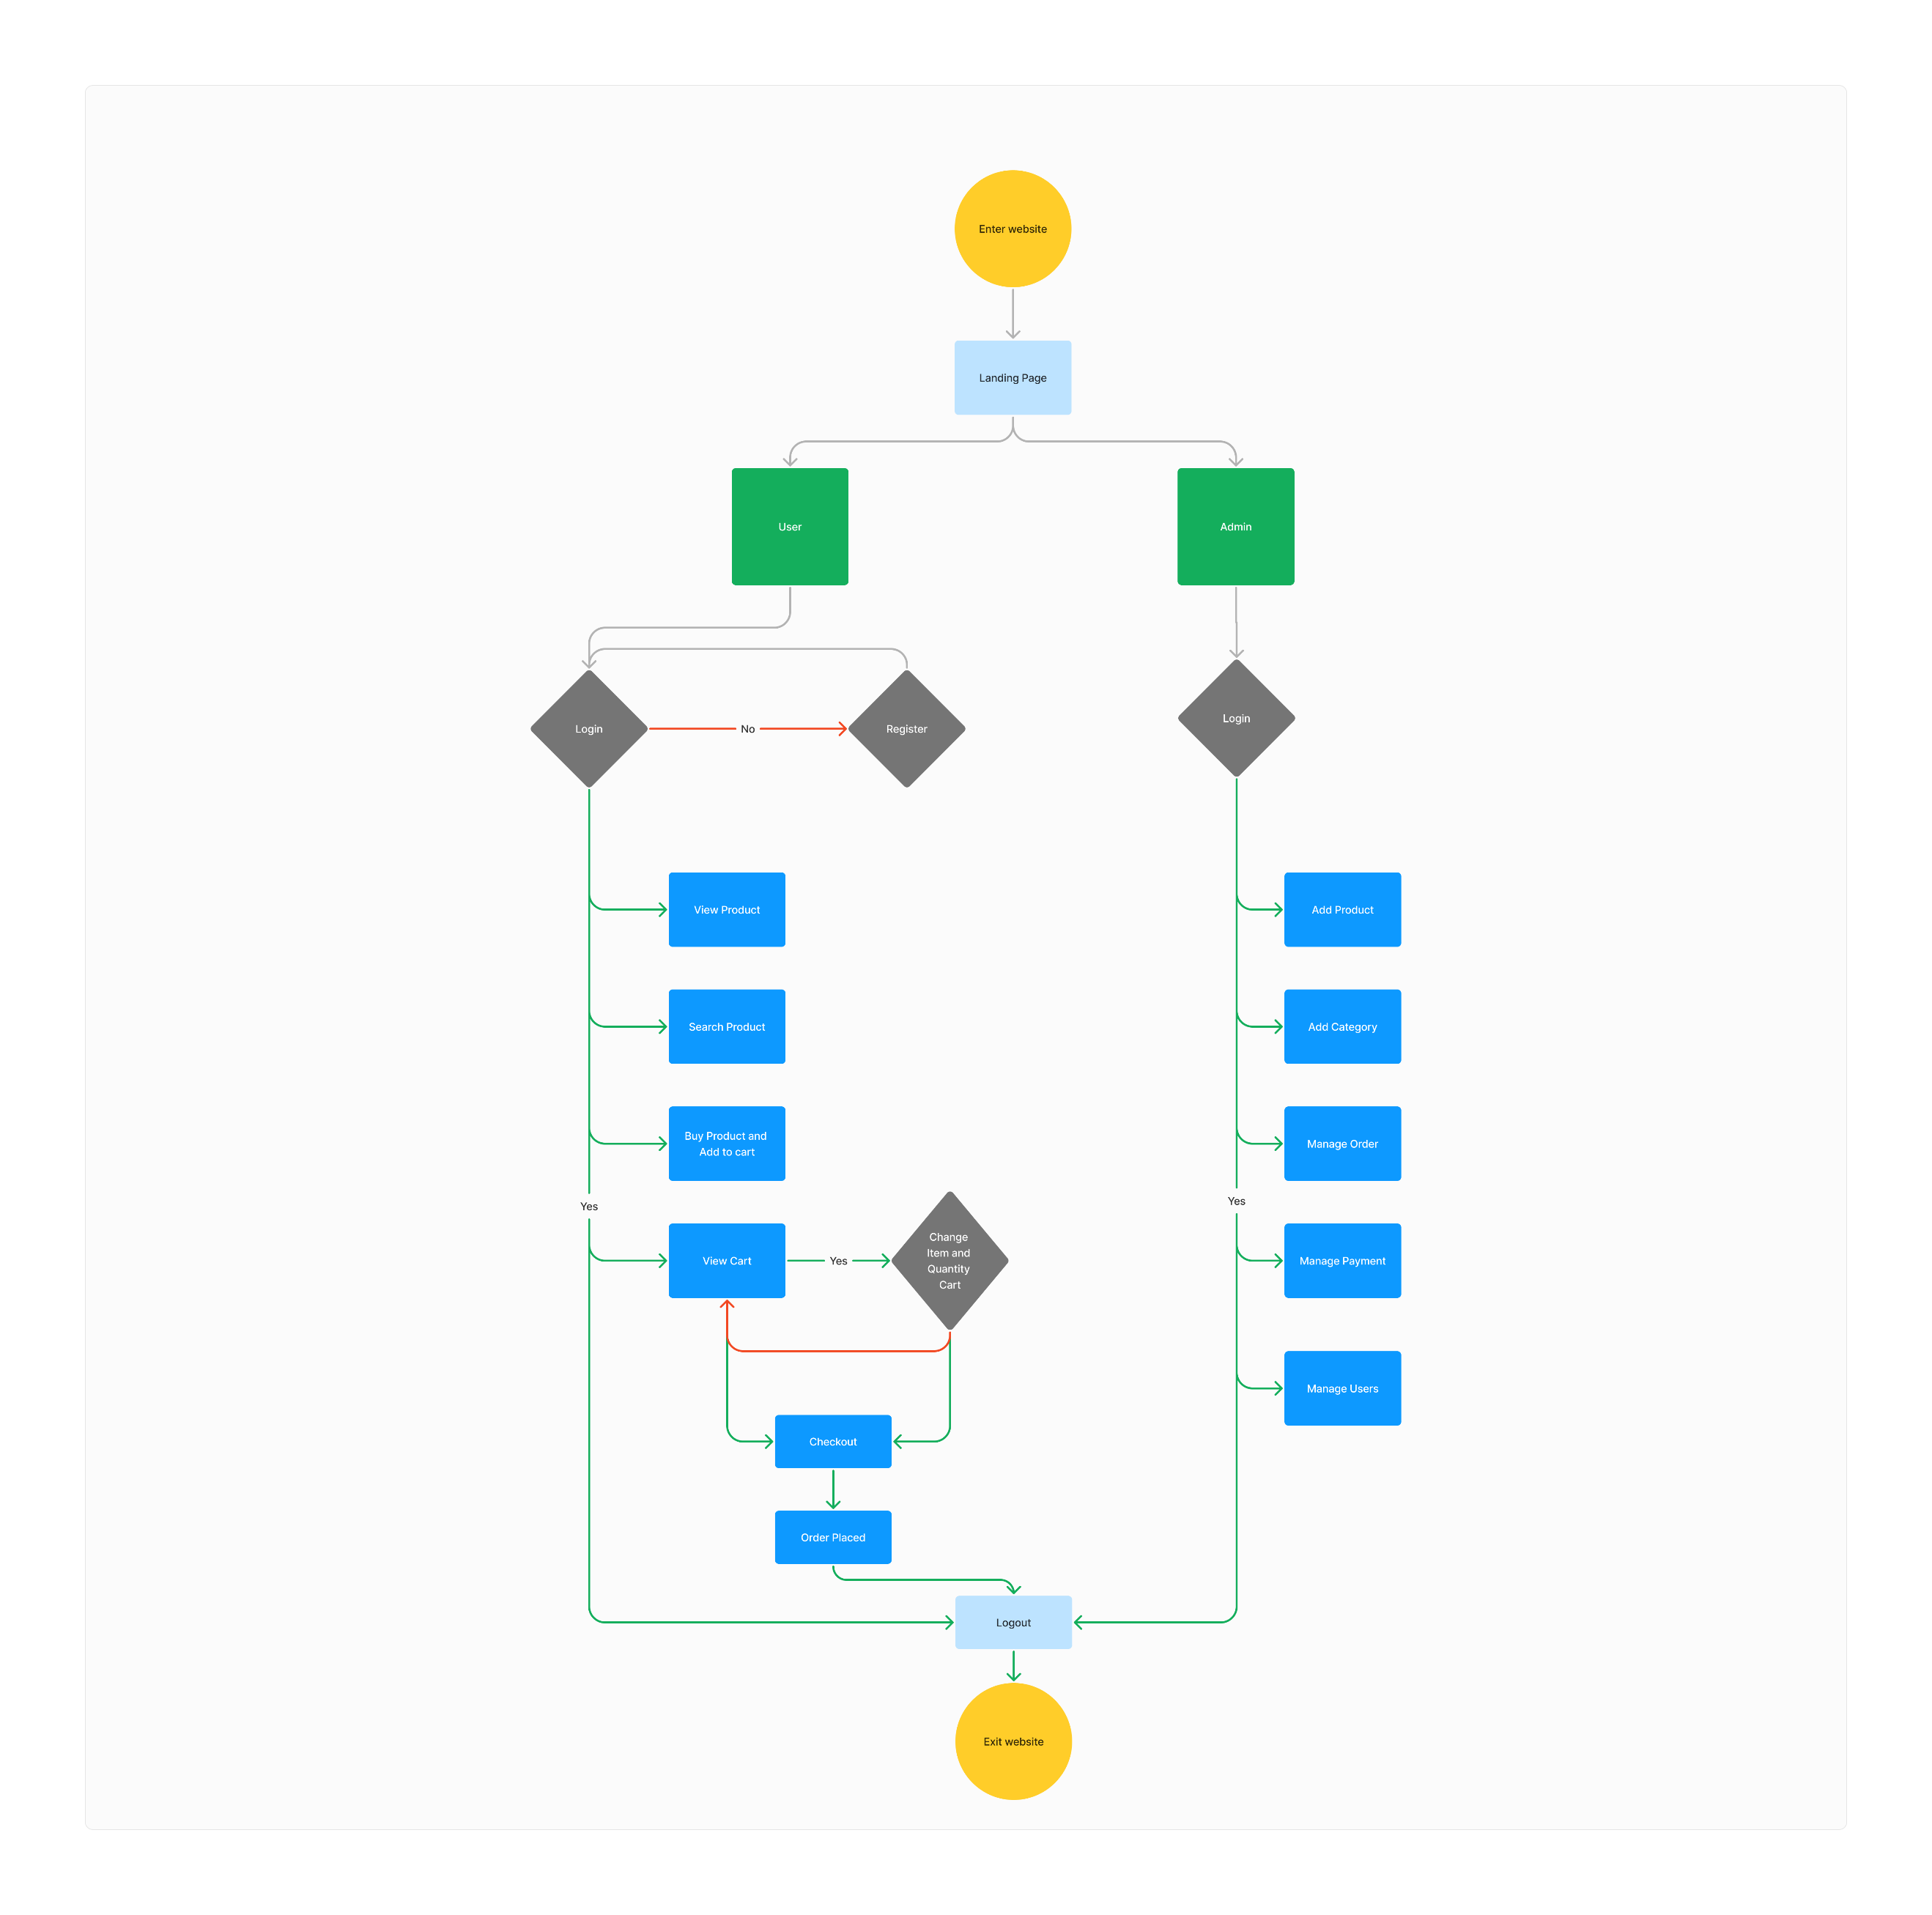 Enter website
Landing Page
User
Admin
Login
No
Register
Login
View Product
Add Product
Search Product
Add Category
Buy Product and
Add to cart
Manage Order
Yes
Yes
View Cart
Yes
Change
Item and
Quantity
Cart
Manage Payment
Manage Users
Checkout
Order Placed
Logout
Exit website